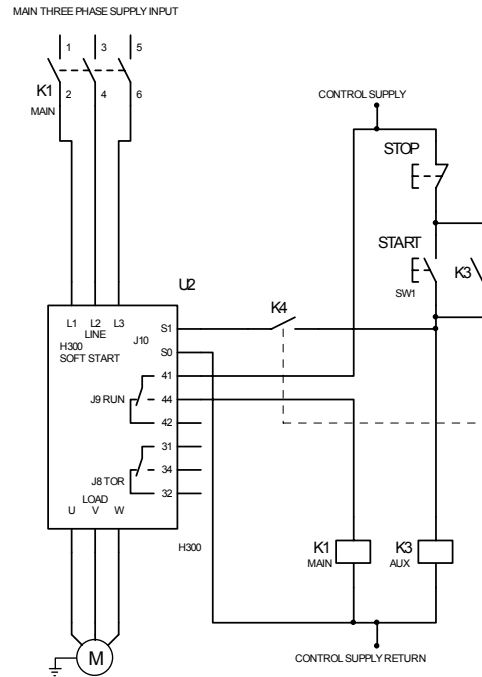 MAIN THREE PHASE SUPPLY INPUT
1 3 5
K1
2 4 6
MAIN
CONTROL SUPPLY
STOP
START
SW1
K3
U2
K4
L1 L2 L3
LINE
J10
S1
H300
SOFT START
S0
41
J9 RUN
44
42
31
J8 TOR
34
32
LOAD
U V W
H300
K1
MAIN
K3
AUX
M
CONTROL SUPPLY RETURN